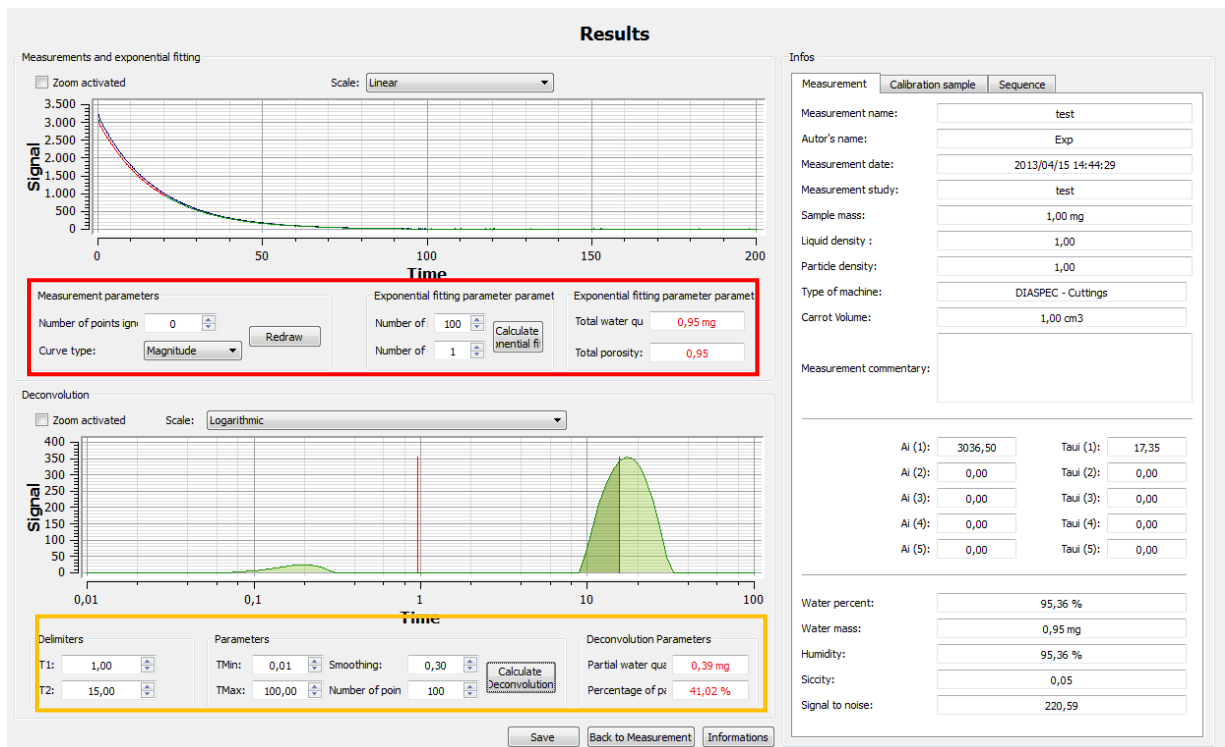 Results
Measurements and exponential fitting
Zoom activated
Scale: Linear
3.500
3.000
2.500
2.000
1.500
1.000
500
0
Signal
0 50 100 150 200
Time
Measurement parameters
Number of points ign
0
Redraw
Curve type: Magnitude
Exponential fitting parameter paramet
Number of 100
Number of 1
Calculate
onential fi
Exponential fitting parameter paramet
Total water qu 0,95 mg
Total porosity: 0,95
Deconvolution
Zoom activated
Scale: Logarithmic
400
350
300
250
200
150
100
50
0
Signal
0,01 0,1 1 10 100
Time
Delimiters
T1: 1,00
T2: 15,00
Parameters
TMin: 0,01 Smoothing: 0,30
TMax: 100,00 Number of poin 100
Calculate
Deconvolution
Deconvolution Parameters
Partial water qua 0,39 mg
Percentage of pa 41,02 %
Save Back to Measurement Informations
Infos
Measurement Calibration sample Sequence
Measurement name: test
Autor's name: Exp
Measurement date: 2013/04/15 14:44:29
Measurement study: test
Sample mass: 1,00 mg
Liquid density : 1,00
Particle density: 1,00
Type of machine: DIASPEC - Cuttings
Carrot Volume: 1,00 cm3
Measurement commentary:
Ai (1): 3036,50 Taui (1): 17,35
Ai (2): 0,00 Taui (2): 0,00
Ai (3): 0,00 Taui (3): 0,00
Ai (4): 0,00 Taui (4): 0,00
Ai (5): 0,00 Taui (5): 0,00
Water percent: 95,36 %
Water mass: 0,95 mg
Humidity: 95,36 %
Siccity: 0,05
Signal to noise: 220,59